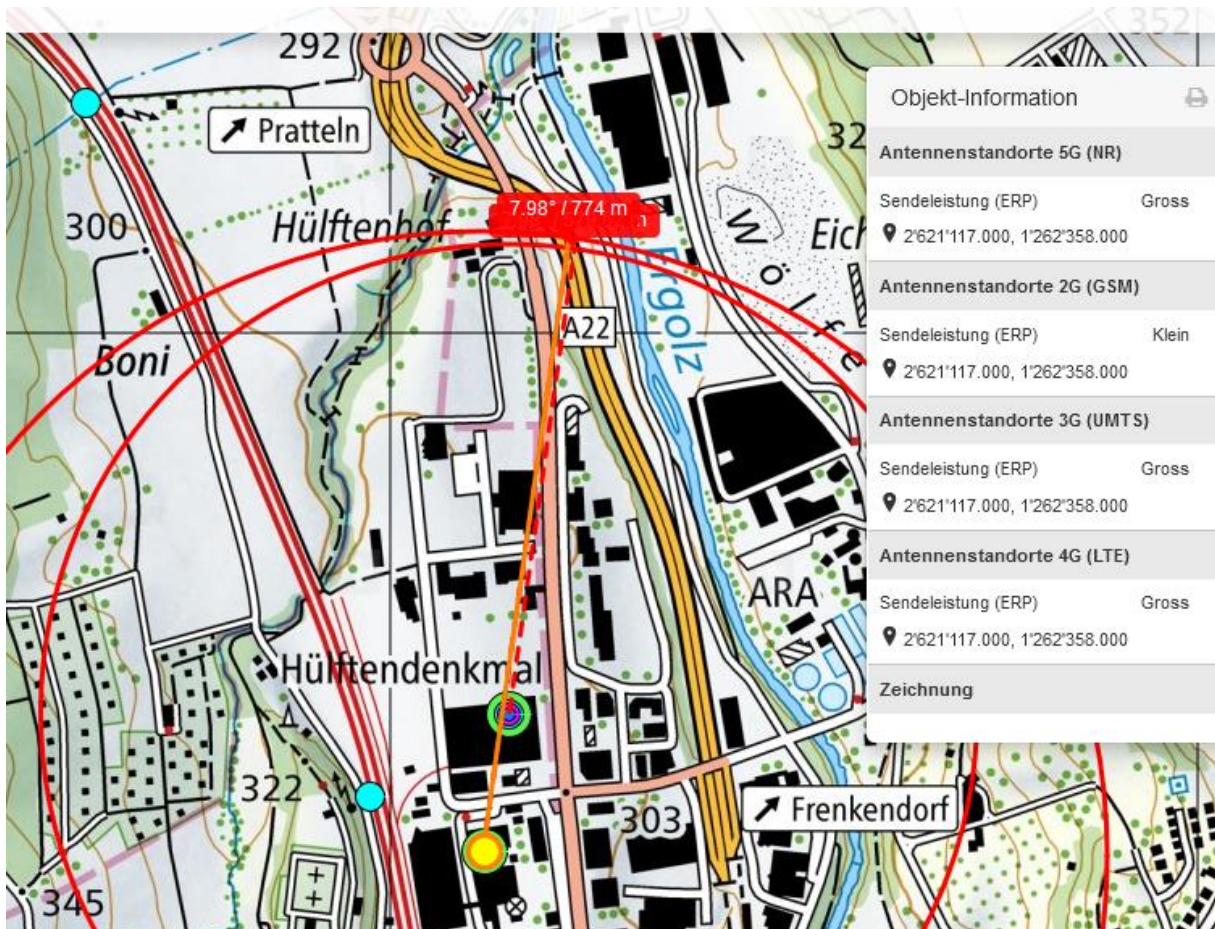 352
292
Pratteln
32
Objekt-Information
Antennenstandorte 5G (NR)
Sendeleistung (ERP) Gross
2'621'117.000, 1'262'358.000
Antennenstandorte 2G (GSM)
Sendeleistung (ERP) Klein
2'621'117.000, 1'262'358.000
Antennenstandorte 3G (UMTS)
Sendeleistung (ERP) Gross
2'621'117.000, 1'262'358.000
Antennenstandorte 4G (LTE)
Sendeleistung (ERP) Gross
2'621'117.000, 1'262'358.000
Zeichnung
7.98° / 774 m
300
Hülftenhof
Wölfe
Eich
Ergolz
A22
Boni
ARA
Hülftendenkmal
322
303
Frenkendorf
345